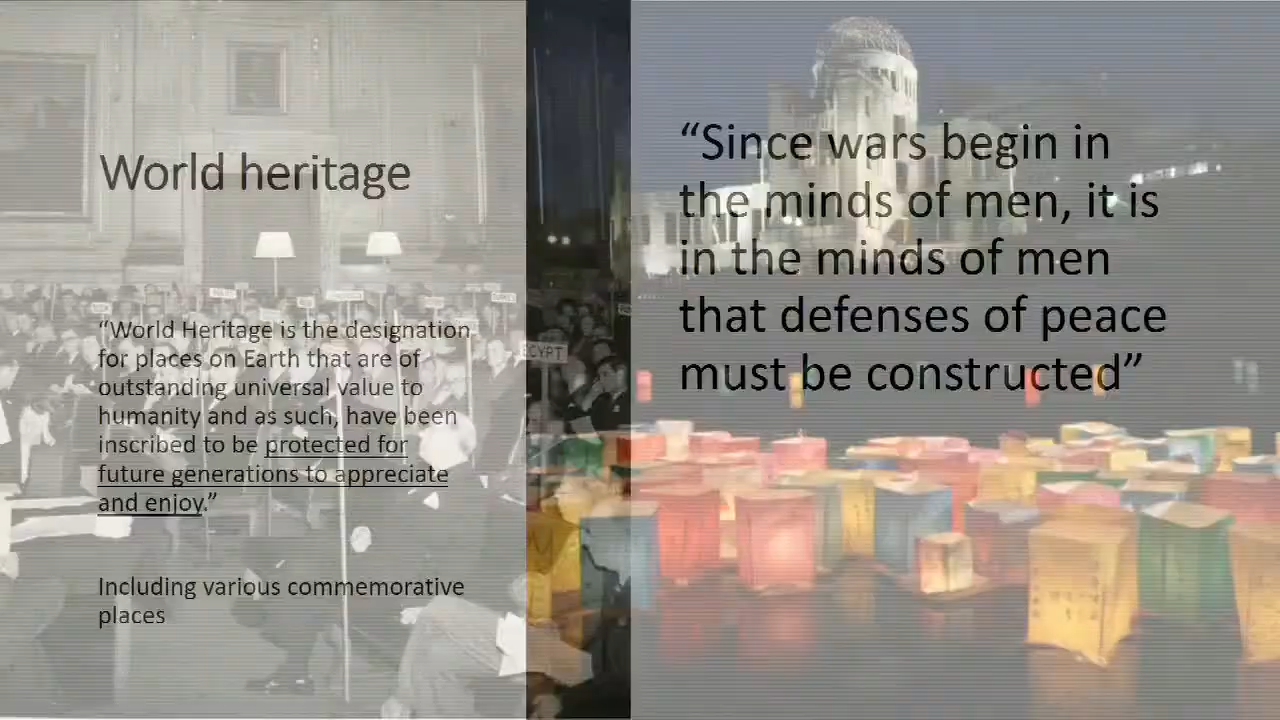 World heritage
“World Heritage is the designation
for places on Earth that are of
outstanding universal value to
humanity and as such, have been
inscribed to be protected for
future generations to appreciate
and enjoy.”
Including various commemorative
places
EGYPT
“Since wars begin in
the minds of men, it is
in the minds of men
that defenses of peace
must be constructed”